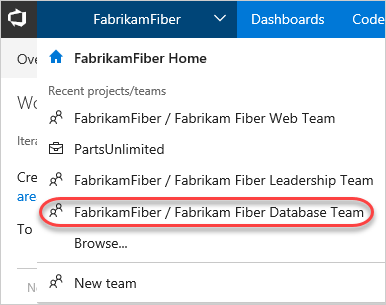 FabrikamFiber Dashboards Code
Ove
FabrikamFiber Home
Recent projects/teams
Wo
FabrikamFiber / Fabrikam Fiber Web Team
Itera
PartsUnlimited
Crea
FabrikamFiber / Fabrikam Fiber Leadership Team
are
FabrikamFiber / Fabrikam Fiber Database Team
To
Browse...
New team